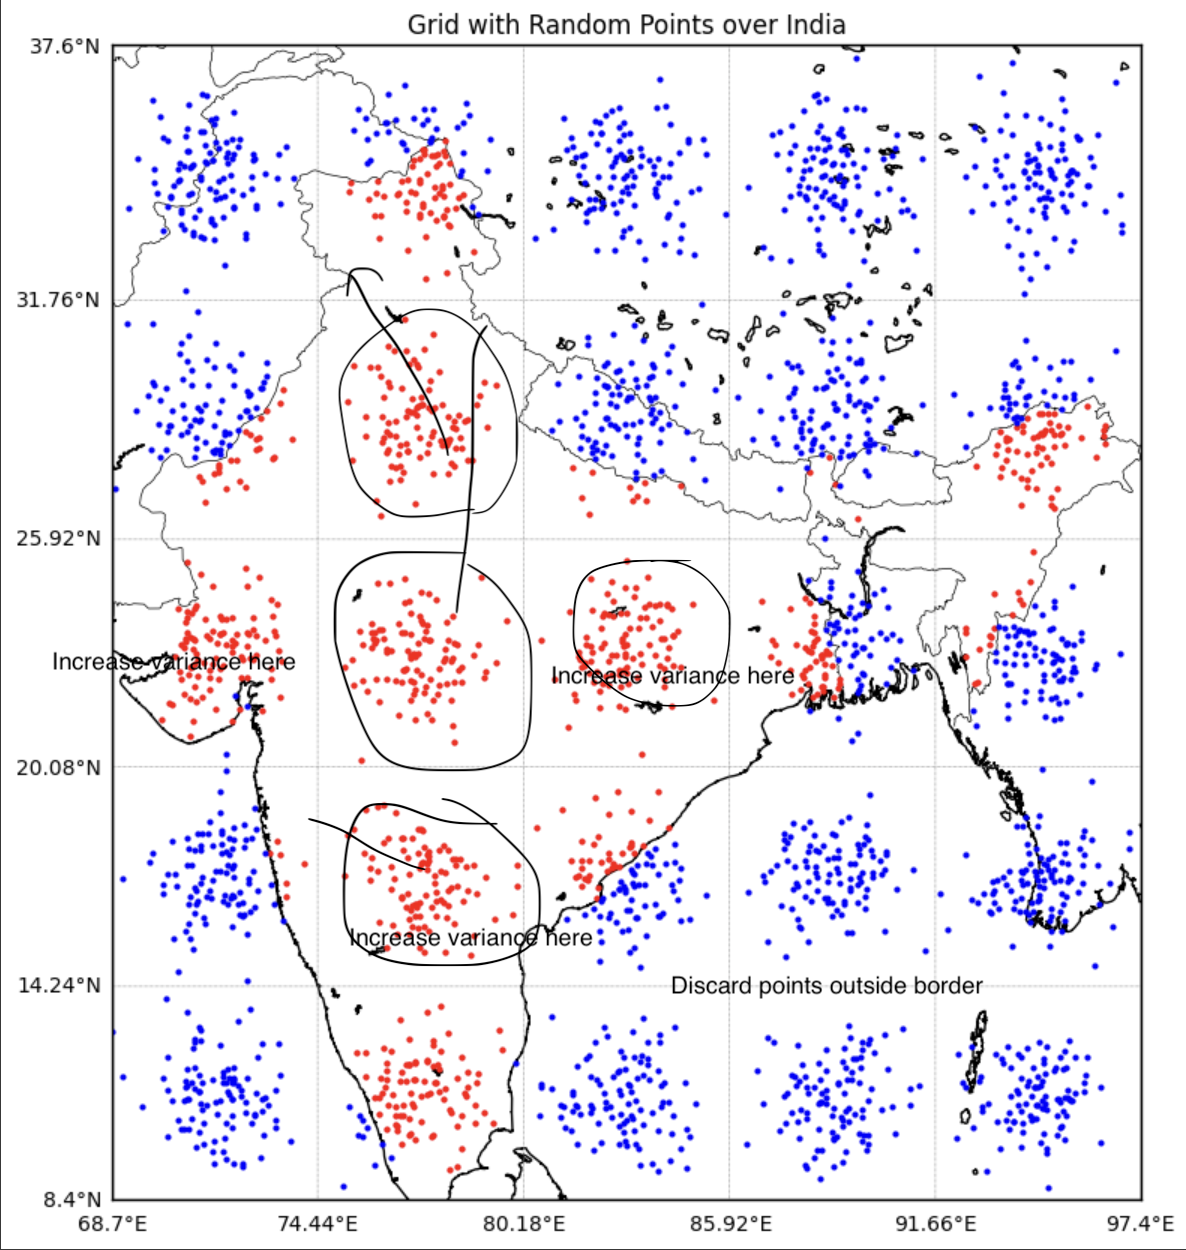 Grid with Random Points over India
37.6°N
31.76°N
25.92°N
Increase variance here
Increase variance here
20.08°N
Increase variance here
14.24°N
Discard points outside border
8.4°N
68.7°E 74.44°E 80.18°E 85.92°E 91.66°E 97.4°E